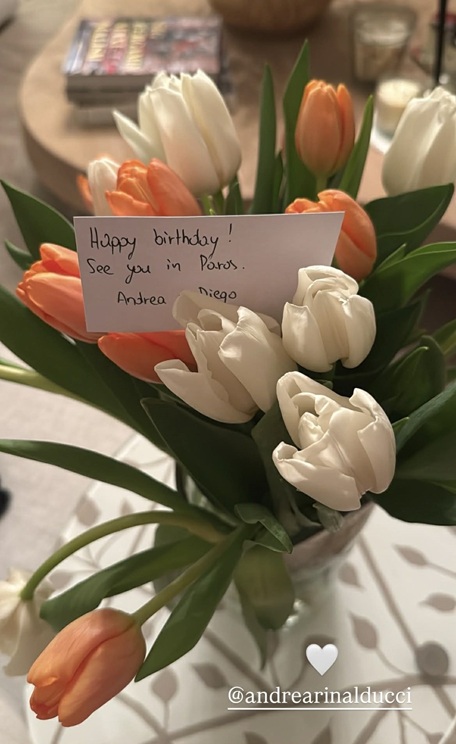 Happy birthday!
See you in Paros.
Andrea Diego
@andrearinalducci